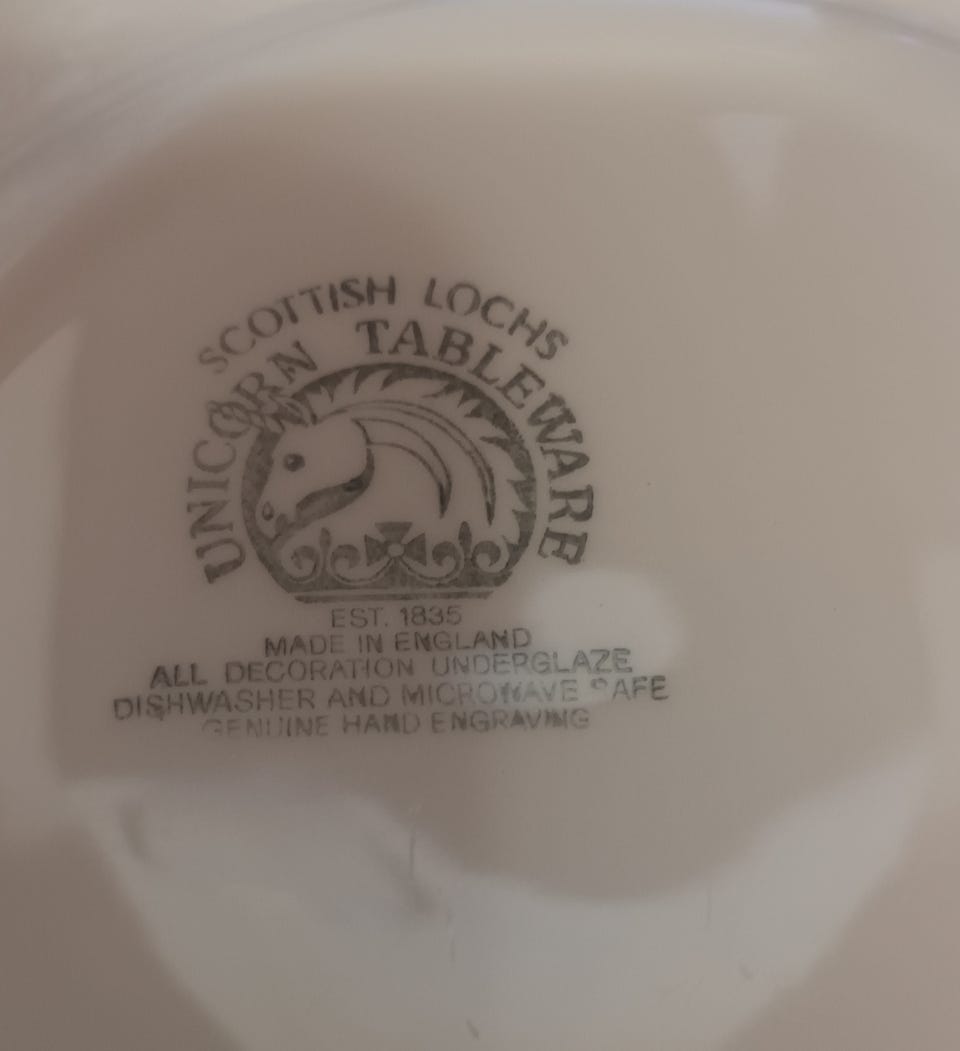 SCOTTISH LOCHS
UNICORN TABLEWARE
EST. 1835
MADE IN ENGLAND
ALL DECORATION UNDERGLAZE
DISHWASHER AND MICROWAVE SAFE
GENUINE HAND ENGRAVING